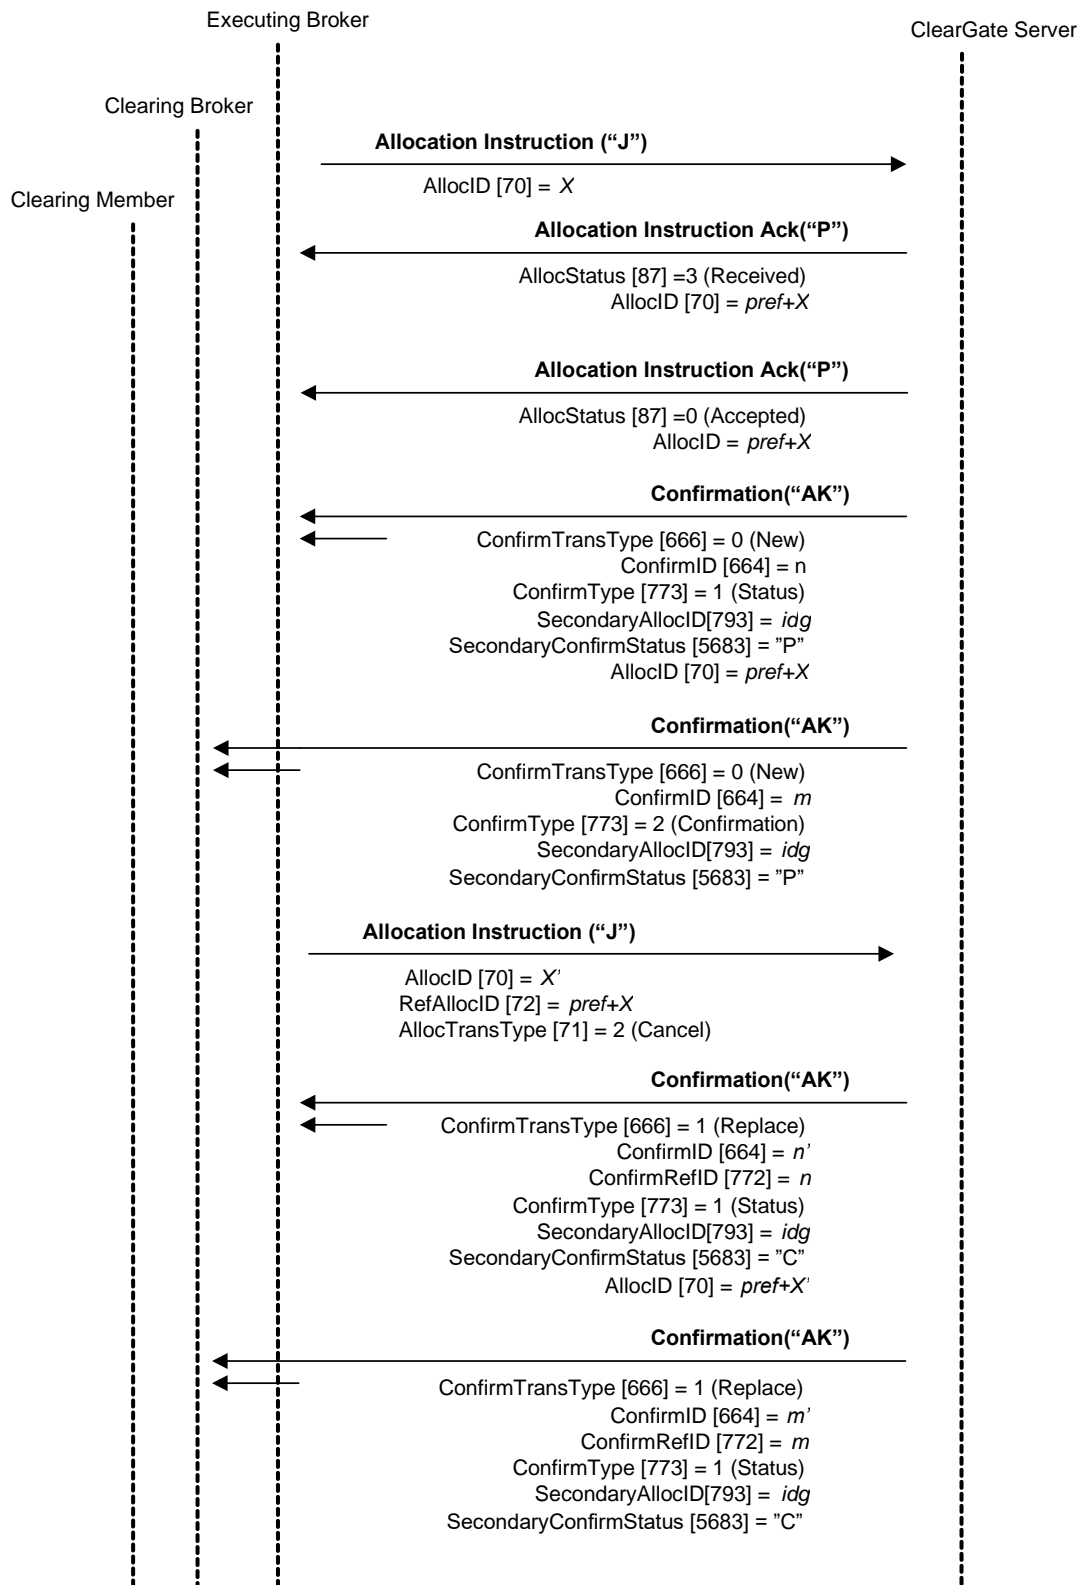 Executing Broker
ClearGate Server
Clearing Broker
Clearing Member
Allocation Instruction (“J”)
AllocID [70] = X
Allocation Instruction Ack(“P”)
AllocStatus [87] =3 (Received)
AllocID [70] = pref+X
Allocation Instruction Ack(“P”)
AllocStatus [87] =0 (Accepted)
AllocID = pref+X
Confirmation(“AK”)
ConfirmTransType [666] = 0 (New)
ConfirmID [664] = n
ConfirmType [773] = 1 (Status)
SecondaryAllocID[793] = idg
SecondaryConfirmStatus [5683] = ”P”
AllocID [70] = pref+X
Confirmation(“AK”)
ConfirmTransType [666] = 0 (New)
ConfirmID [664] = m
ConfirmType [773] = 2 (Confirmation)
SecondaryAllocID[793] = idg
SecondaryConfirmStatus [5683] = ”P”
Allocation Instruction (“J”)
AllocID [70] = X’
RefAllocID [72] = pref+X
AllocTransType [71] = 2 (Cancel)
Confirmation(“AK”)
ConfirmTransType [666] = 1 (Replace)
ConfirmID [664] = n’
ConfirmRefID [772] = n
ConfirmType [773] = 1 (Status)
SecondaryAllocID[793] = idg
SecondaryConfirmStatus [5683] = ”C”
AllocID [70] = pref+X’
Confirmation(“AK”)
ConfirmTransType [666] = 1 (Replace)
ConfirmID [664] = m’
ConfirmRefID [772] = m
ConfirmType [773] = 1 (Status)
SecondaryAllocID[793] = idg
SecondaryConfirmStatus [5683] = ”C”